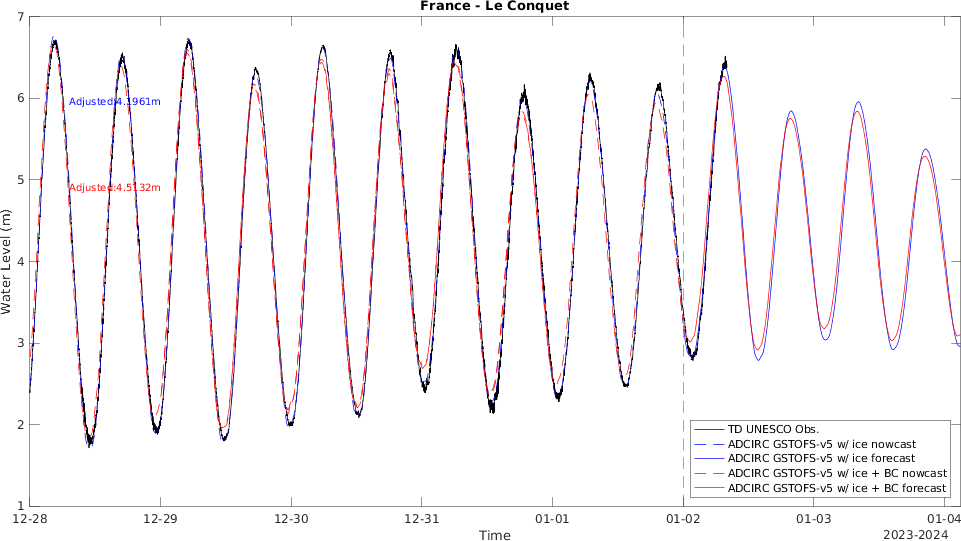 France - Le Conquet
7
6
5
4
3
2
1
Water Level (m)
Adjusted:4.1961m
Adjusted:4.5132m
TD UNESCO Obs.
ADCIRC GSTOFS-v5 w/ ice nowcast
ADCIRC GSTOFS-v5 w/ ice forecast
ADCIRC GSTOFS-v5 w/ ice + BC nowcast
ADCIRC GSTOFS-v5 w/ ice + BC forecast
12-28 12-29 12-30 12-31 01-01 01-02 01-03 01-04
Time
2023-2024